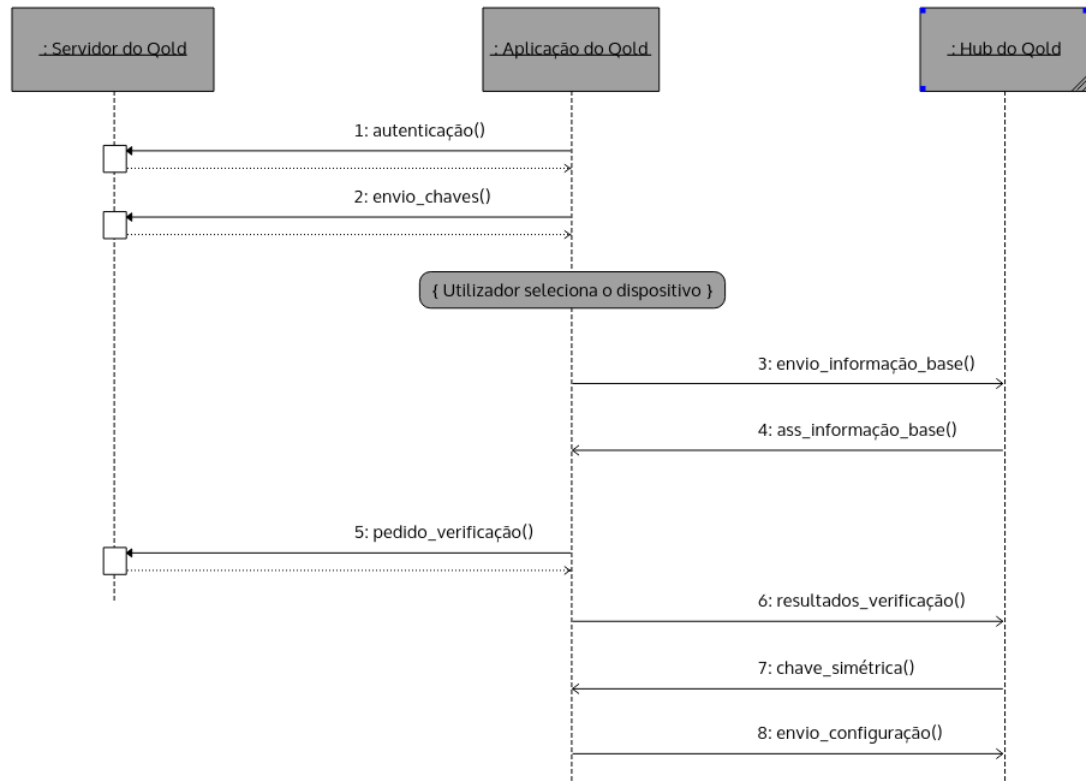 : Servidor do Qold
: Aplicação do Qold
: Hub do Qold
1: autenticação()
2: envio_chaves()
{ Utilizador seleciona o dispositivo }
3: envio_informação_base()
4: ass_informação_base()
5: pedido_verificação()
6: resultados_verificação()
7: chave_simétrica()
8: envio_configuração()